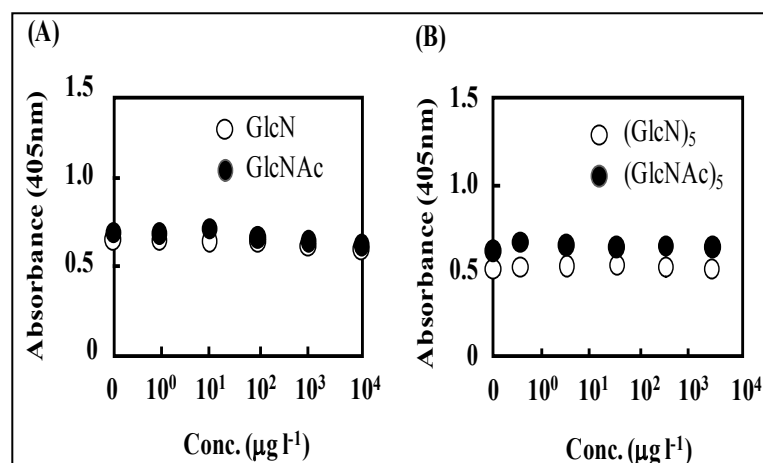 (A)
1.5
1.0
0.5
0
Absorbance (405nm)
GlcN
GlcNAc
0 10⁰ 10¹ 10² 10³ 10⁴
Conc. (µg l⁻¹)
(B)
1.5
1.0
0.5
0
Absorbance (405nm)
(GlcN)₅
(GlcNAc)₅
0 10⁰ 10¹ 10² 10³ 10⁴
Conc. (µg l⁻¹)